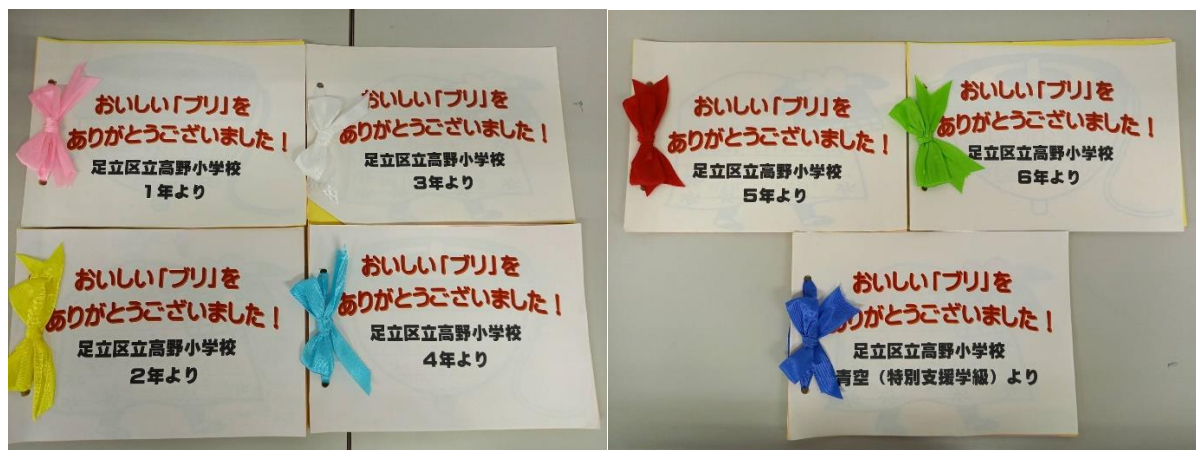 おいしい「ブリ」を
ありがとうございました！
足立区立高野小学校
1年より
おいしい「ブリ」を
ありがとうございました！
足立区立高野小学校
3年より
おいしい「ブリ」を
ありがとうございました！
足立区立高野小学校
2年より
おいしい「ブリ」を
ありがとうございました！
足立区立高野小学校
4年より
おいしい「ブリ」を
ありがとうございました！
足立区立高野小学校
5年より
おいしい「ブリ」を
ありがとうございました！
足立区立高野小学校
6年より
おいしい「ブリ」を
ありがとうございました！
足立区立高野小学校
青空（特別支援学級）より